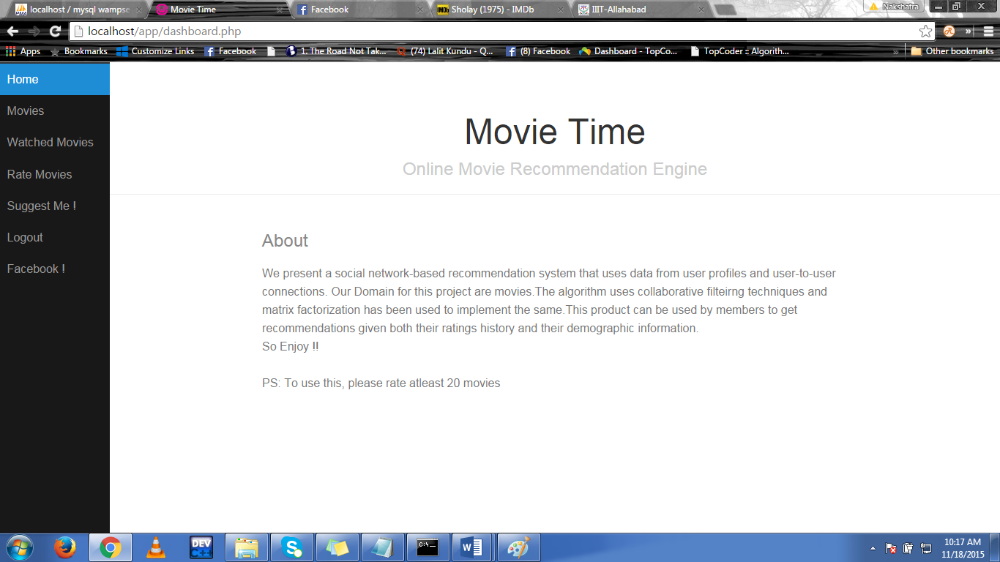 localhost / mysql wampse
Movie Time
Facebook
Sholay (1975) - IMDb
IIIT-Allahabad
Nakshatra
localhost/app/dashboard.php
Apps
Bookmarks
Customize Links
Facebook
1. The Road Not Tak...
(74) Lalit Kundu - Q...
(8) Facebook
Dashboard - TopCo...
TopCoder :: Algorith...
»
Other bookmarks
Home
Movies
Watched Movies
Rate Movies
Suggest Me !
Logout
Facebook !
Movie Time
Online Movie Recommendation Engine
About
We present a social network-based recommendation system that uses data from user profiles and user-to-user
connections. Our Domain for this project are movies.The algorithm uses collaborative filteirng techniques and
matrix factorization has been used to implement the same.This product can be used by members to get
recommendations given both their ratings history and their demographic information.
So Enjoy !!
PS: To use this, please rate atleast 20 movies
DEV
C++
10:17 AM
11/18/2015